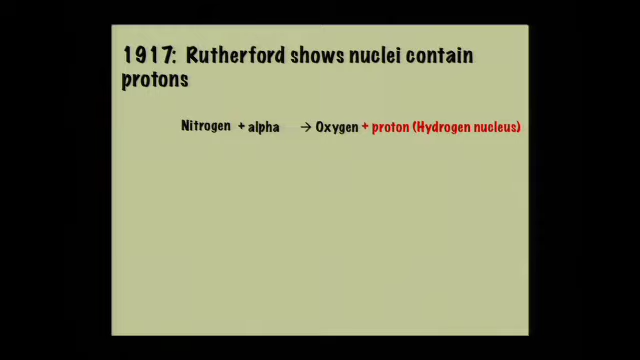 1917: Rutherford shows nuclei contain
protons
Nitrogen + alpha → Oxygen + proton (Hydrogen nucleus)